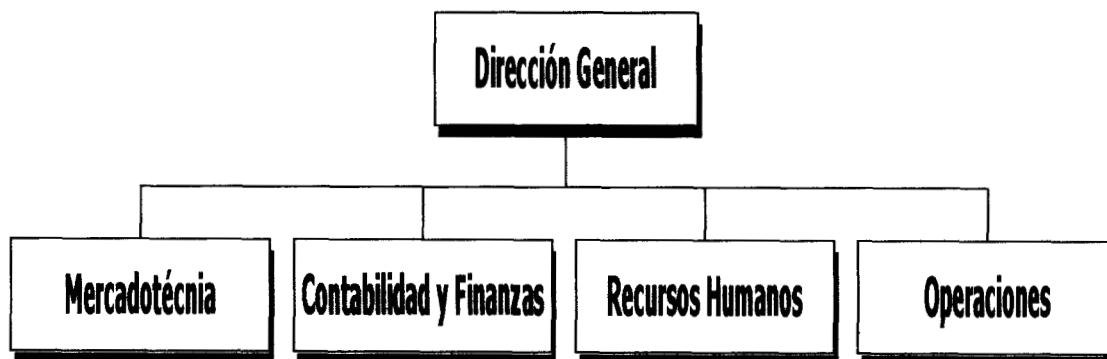 Dirección General
Mercadotécnia
Contabilidad y Finanzas
Recursos Humanos
Operaciones